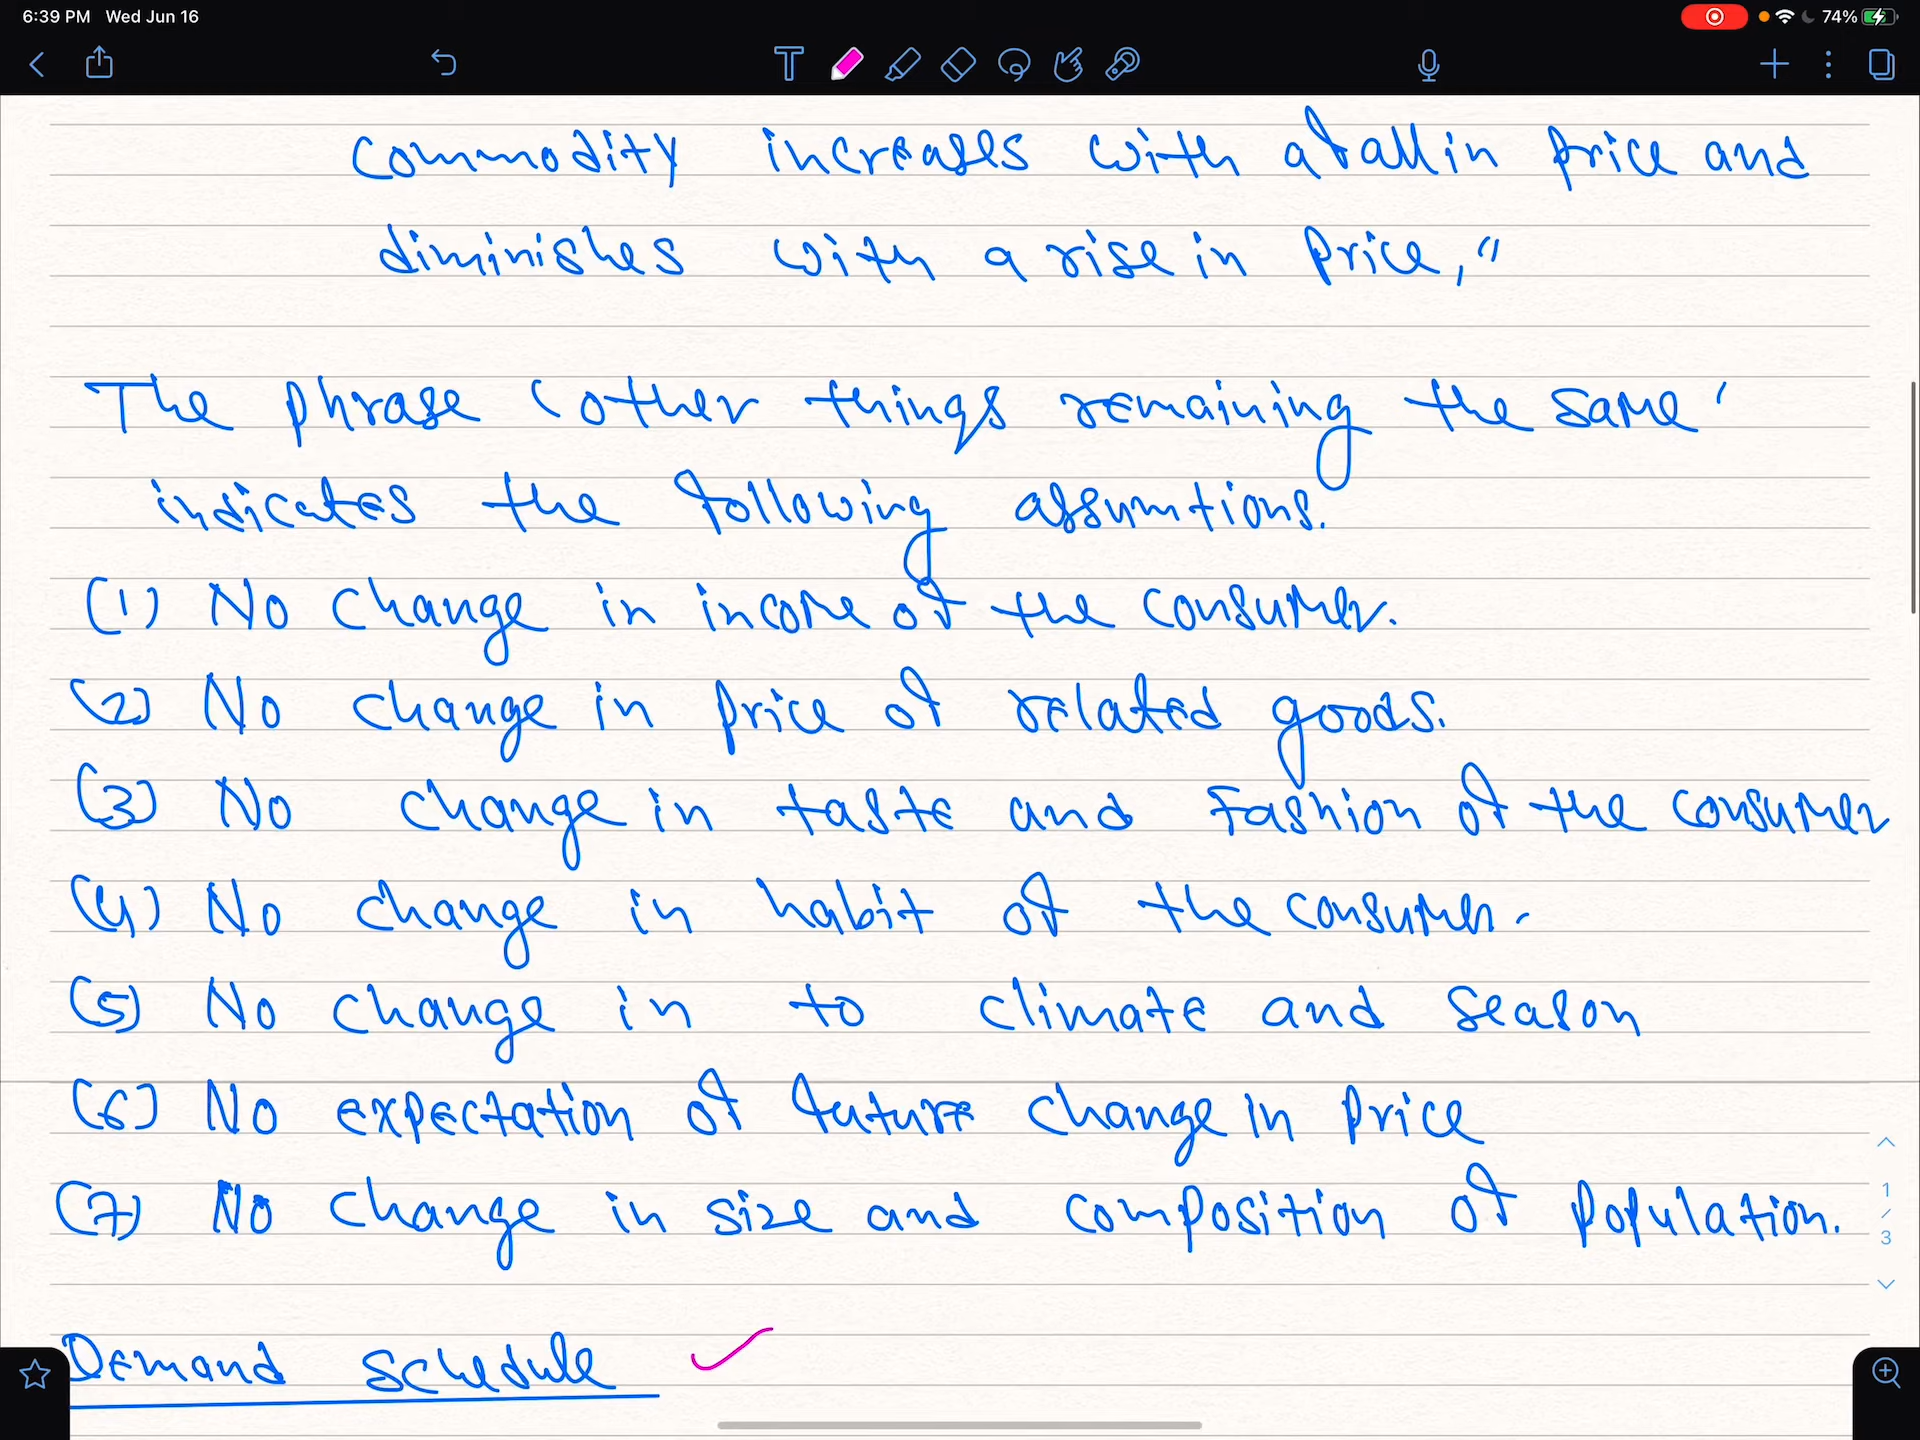 6:39 PM Wed Jun 16
74%
commodity increases with a fall in price and
diminishes with a rise in price,"
The phrase (other things remaining the same'
indicates the following assumtions.
(1) No change in income of the consumer.
(2) No change in price of related goods.
(3) No change in taste and Fashion of the consumer
(4) No change in habit of the consumer.
(5) No change in to climate and season
(6) No expectation of future change in price
(7) No change in size and composition of population.
1/3
Demand schedule